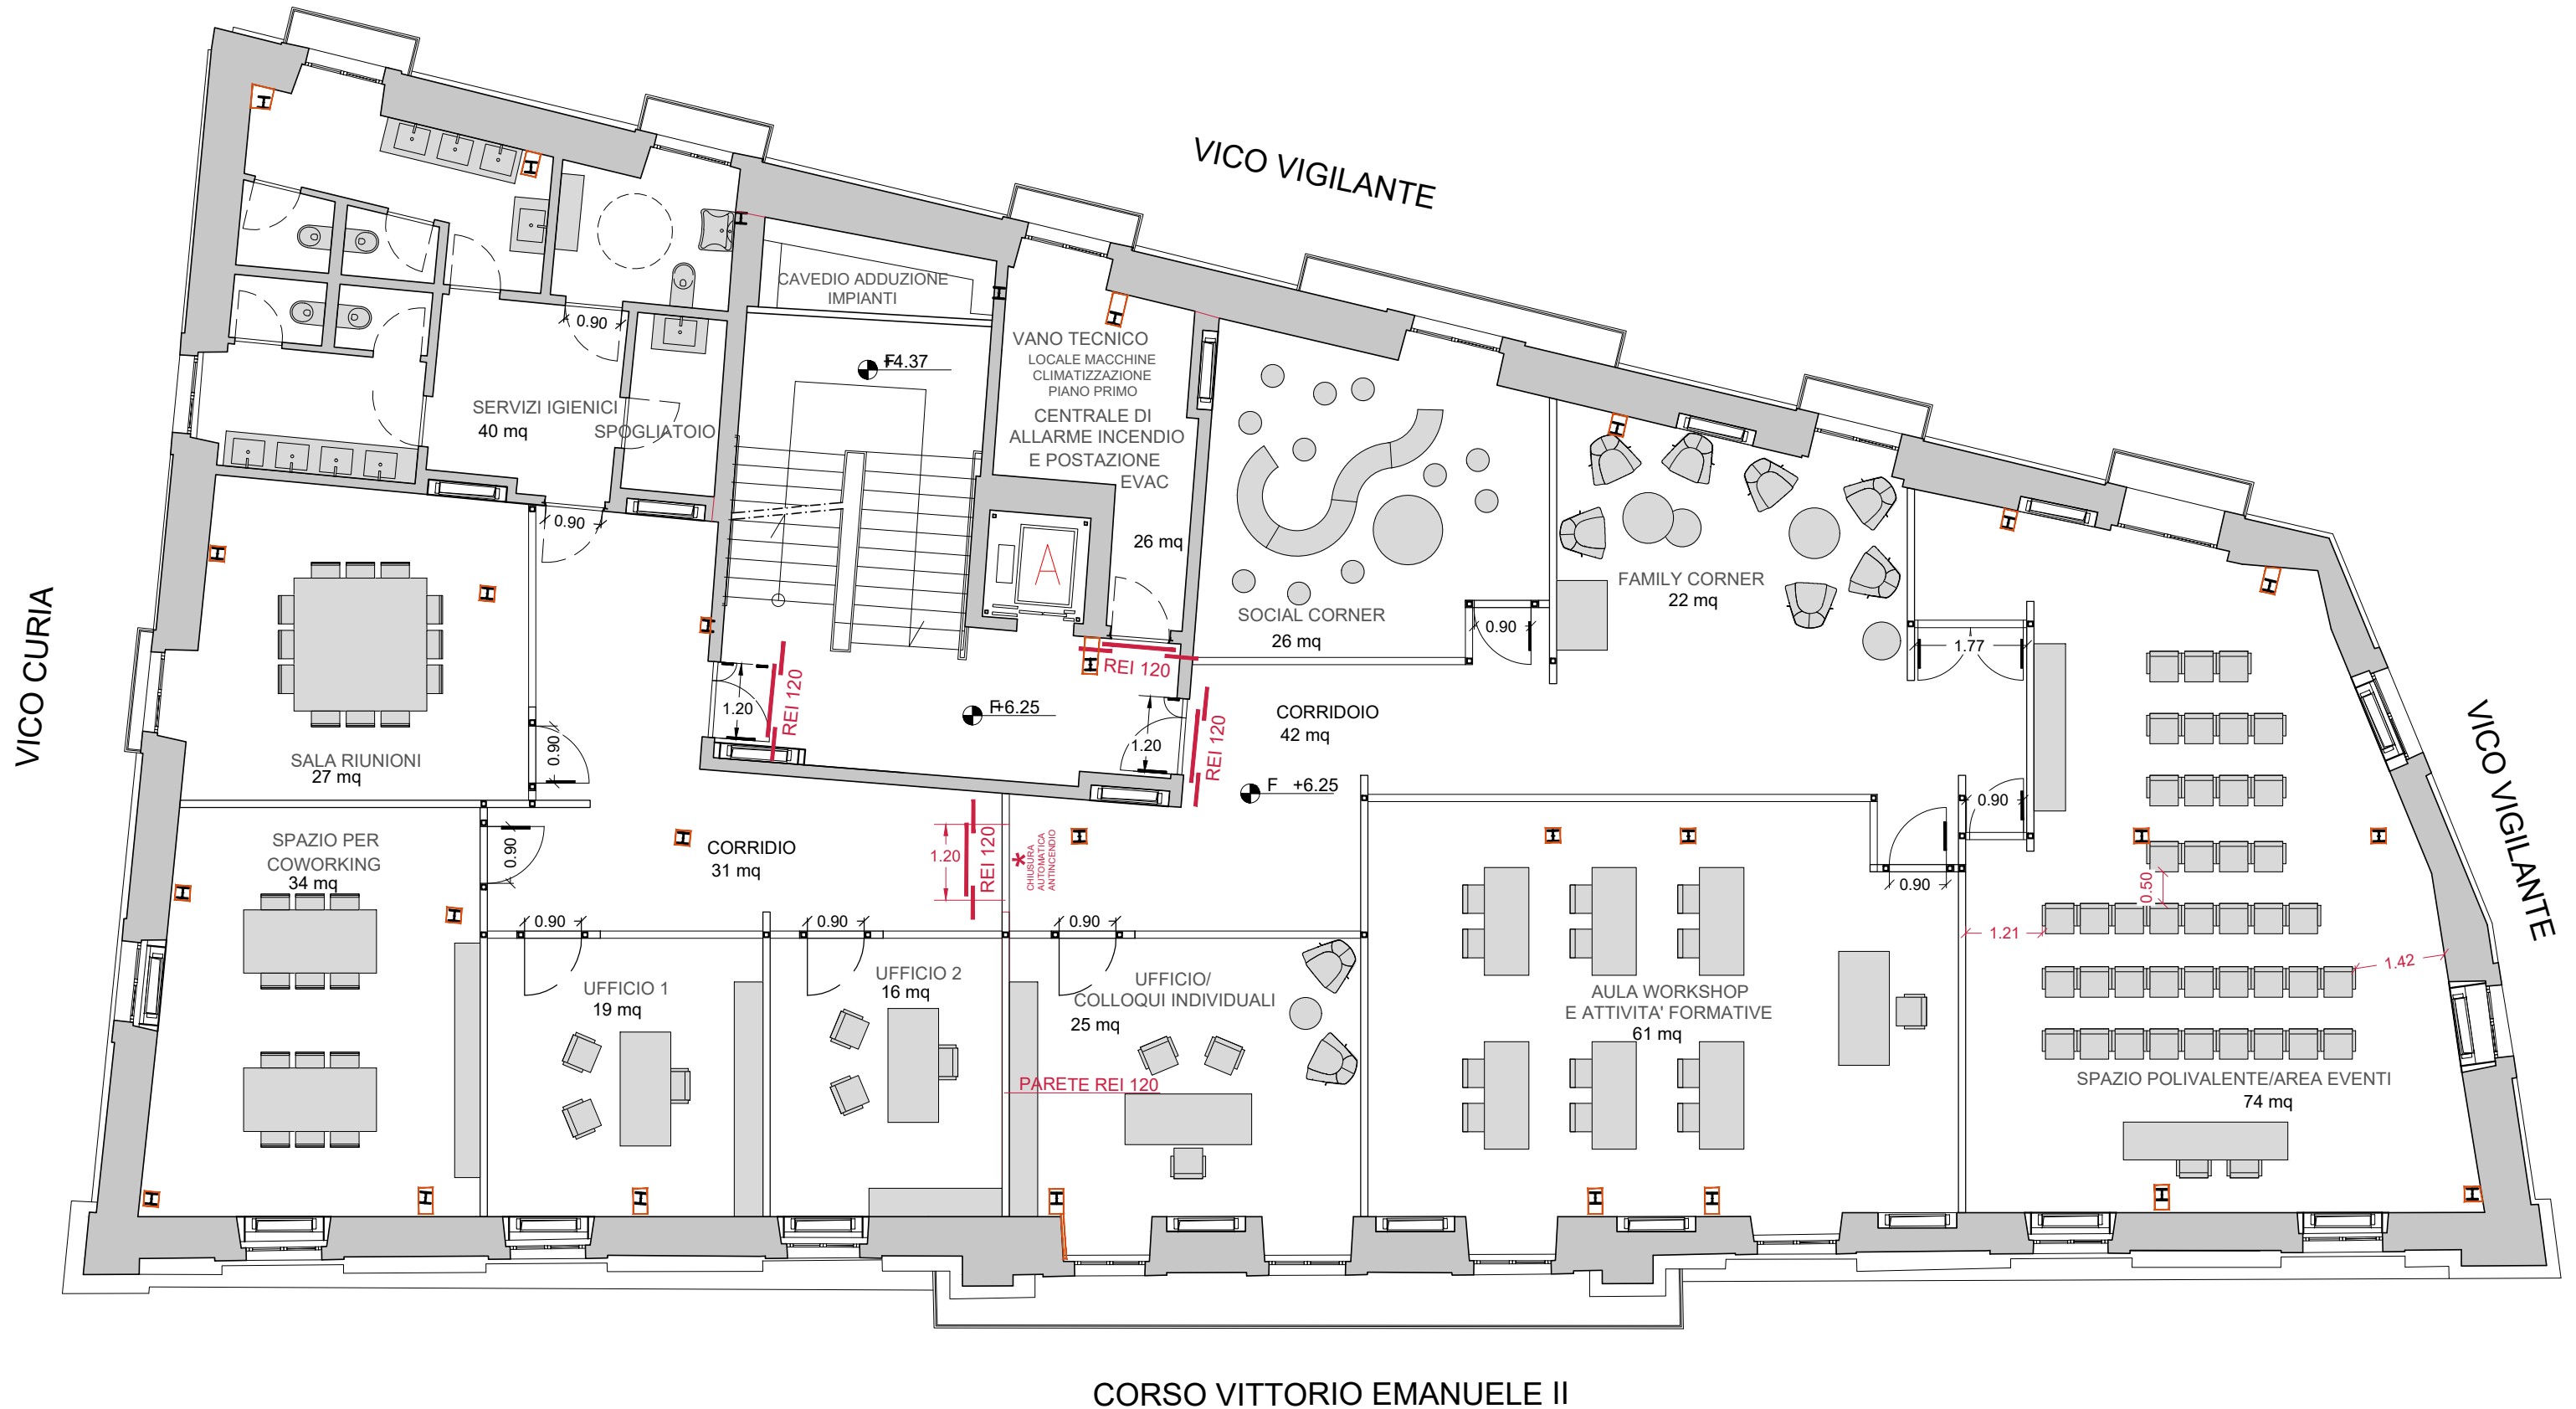 VICO VIGILANTE
CAVEDIO ADDUZIONE
IMPIANTI
VANO TECNICO
LOCALE MACCHINE
CLIMATIZZAZIONE
PIANO PRIMO
CENTRALE DI
ALLARME INCENDIO
E POSTAZIONE
EVAC
26 mq
0.90
SERVIZI IGIENICI
40 mq
SPOGLIATOIO
0.90
A
SOCIAL CORNER
26 mq
0.90
FAMILY CORNER
22 mq
1.77
VICO CURIA
SALA RIUNIONI
27 mq
0.90
1.20
REI 120
+6.25
REI 120
1.20
REI 120
CORRIDOIO
42 mq
F +6.25
0.90
VICO VIGILANTE
SPAZIO PER
COWORKING
34 mq
0.90
CORRIDIO
31 mq
1.20
REI 120
*
CHIUSURA
AUTOMATICA
ANTINCENDIO
0.90
0.90
0.90
0.90
0.50
1.21
1.42
UFFICIO 1
19 mq
UFFICIO 2
16 mq
UFFICIO/
COLLOQUI INDIVIDUALI
25 mq
PARETE REI 120
AULA WORKSHOP
E ATTIVITA' FORMATIVE
61 mq
SPAZIO POLIVALENTE/AREA EVENTI
74 mq
CORSO VITTORIO EMANUELE II